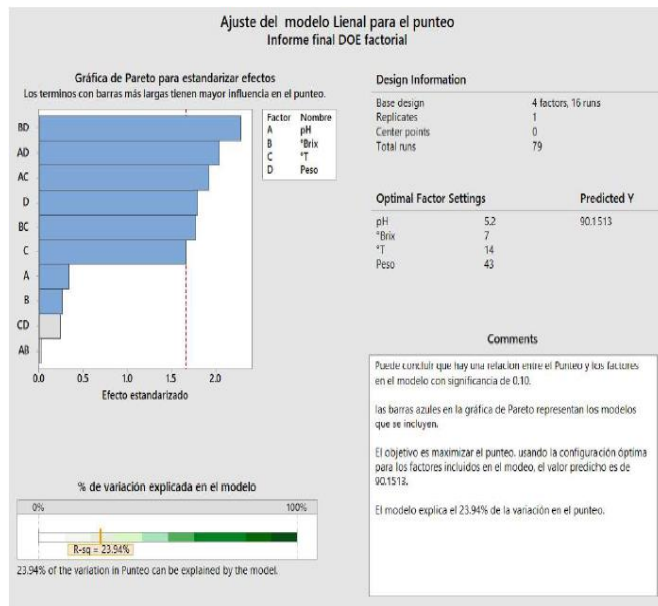 Ajuste del modelo Lienal para el punteo
Informe final DOE factorial
Gráfica de Pareto para estandarizar efectos
Los terminos con barras más largas tienen mayor influencia en el punteo.
Factor Nombre
A pH
B °Brix
C °T
D Peso
BD
AD
AC
D
BC
C
A
B
CD
AB
0.0 0.5 1.0 1.5 2.0
Efecto estandarizado
% de variación explicada en el modelo
0% 100%
R-sq = 23.94%
23.94% of the variation in Punteo can be explained by the model.
Design Information
Base design 4 factors, 16 runs
Replicates 1
Center points 0
Total runs 79
Optimal Factor Settings Predicted Y
pH 5.2 90.1513
°Brix 7
°T 14
Peso 43
Comments
Puede concluir que hay una relacion entre el Punteo y los factores
en el modelo con significancia de 0,10.
las barras azules en la gráfica de Pareto representan los modelos
que se incluyen.
El objetivo es maximizar el punteo. usando la configuración óptima
para los factores incluidos en el modeo, el valor predicho es de
90.1513.
El modelo explica el 23.94% de la variación en el punteo.